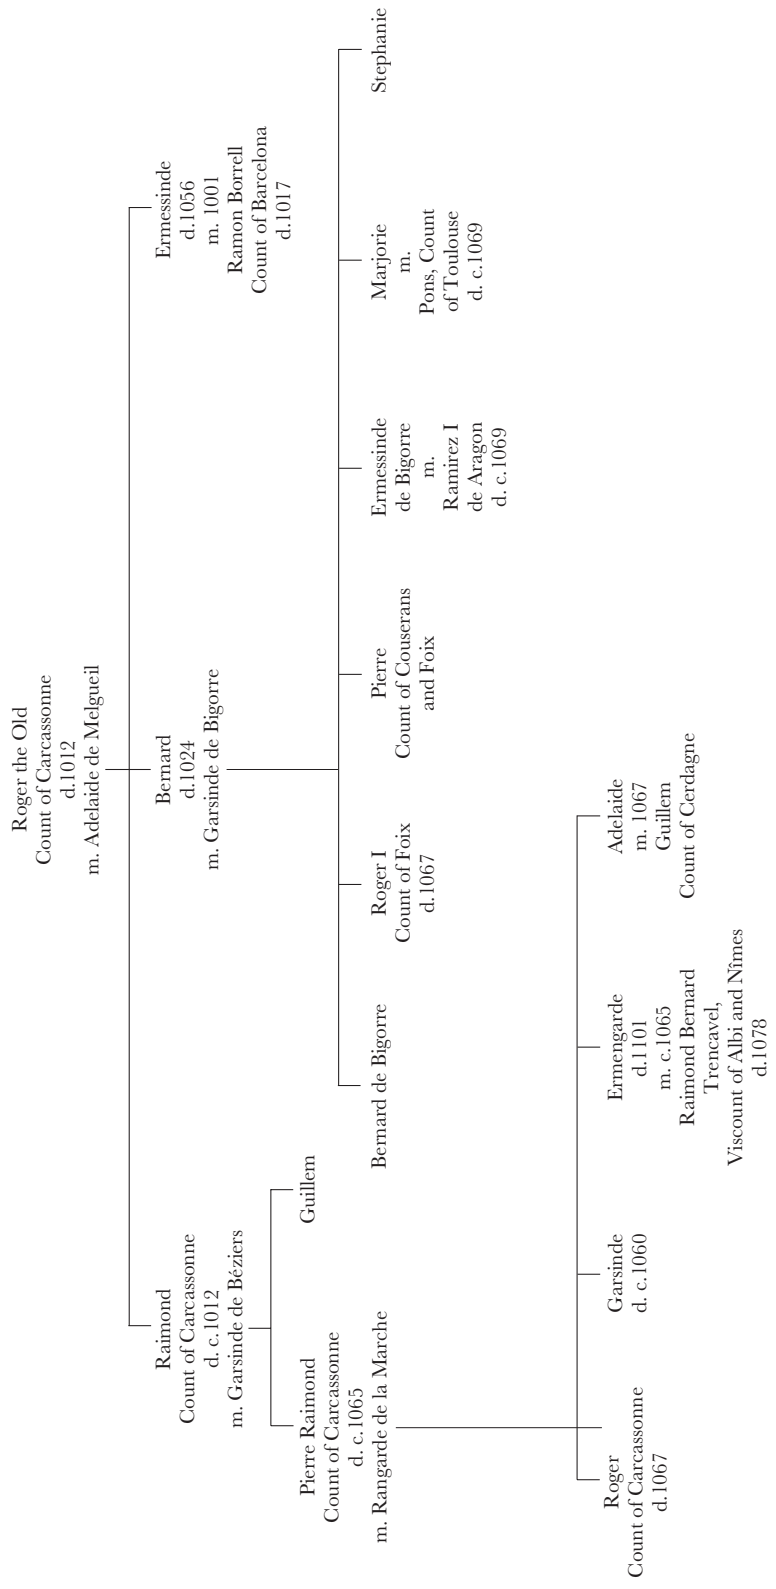 Roger the Old
Count of Carcassonne
d.1012
m. Adelaide de Melgueil
Raimond
Count of Carcassonne
d. c.1012
m. Garsinde de Béziers
Bernard
d.1024
m. Garsinde de Bigorre
Ermessinde
d.1056
m. 1001
Ramon Borrell
Count of Barcelona
d.1017
Pierre Raimond
Count of Carcassonne
d. c.1065
m. Rangarde de la Marche
Guillem
Bernard de Bigorre
Roger I
Count of Foix
d.1067
Pierre
Count of Couserans
and Foix
Ermessinde
de Bigorre
m.
Ramirez I
de Aragon
d. c.1069
Marjorie
m.
Pons, Count
of Toulouse
d. c.1069
Stephanie
Roger
Count of Carcassonne
d.1067
Garsinde
d. c.1060
Ermengarde
d.1101
m. c.1065
Raimond Bernard
Trencavel,
Viscount of Albi and Nîmes
d.1078
Adelaide
m. 1067
Guillem
Count of Cerdagne